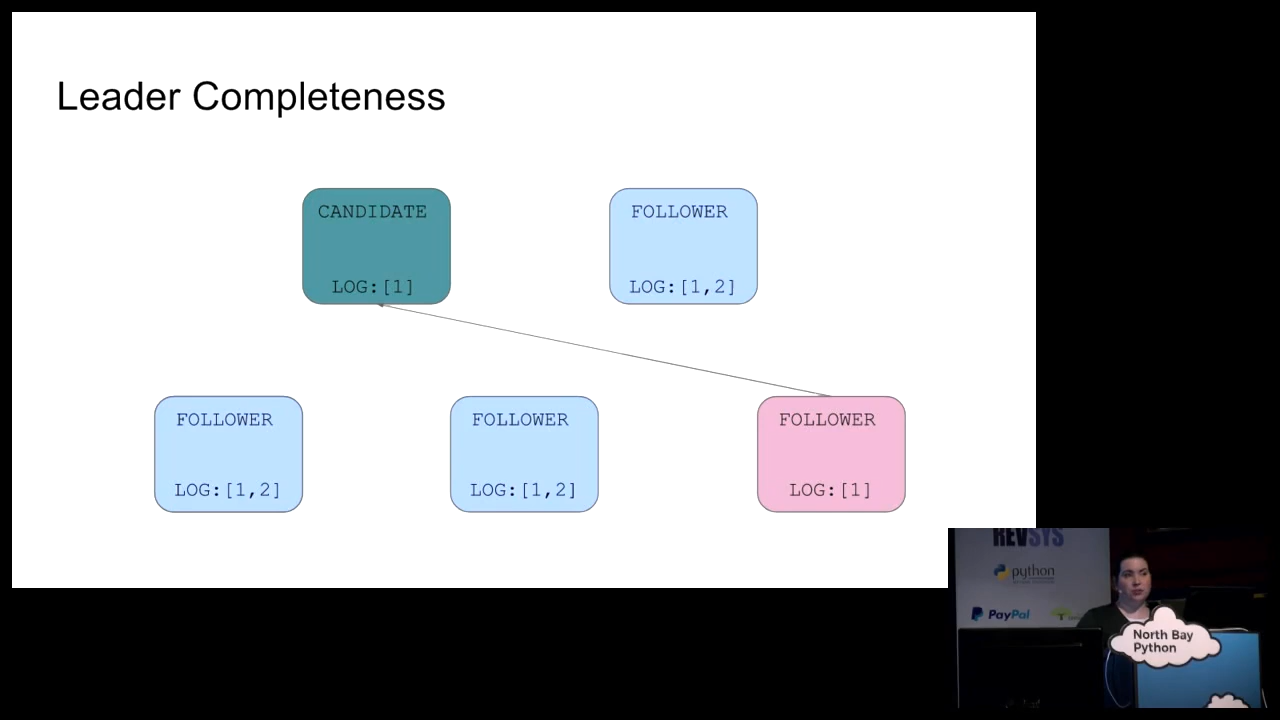 Leader Completeness
CANDIDATE
LOG:[1]
FOLLOWER
LOG:[1,2]
FOLLOWER
LOG:[1,2]
FOLLOWER
LOG:[1,2]
FOLLOWER
LOG:[1]
REVSYS
python
PayPal
North Bay
Python